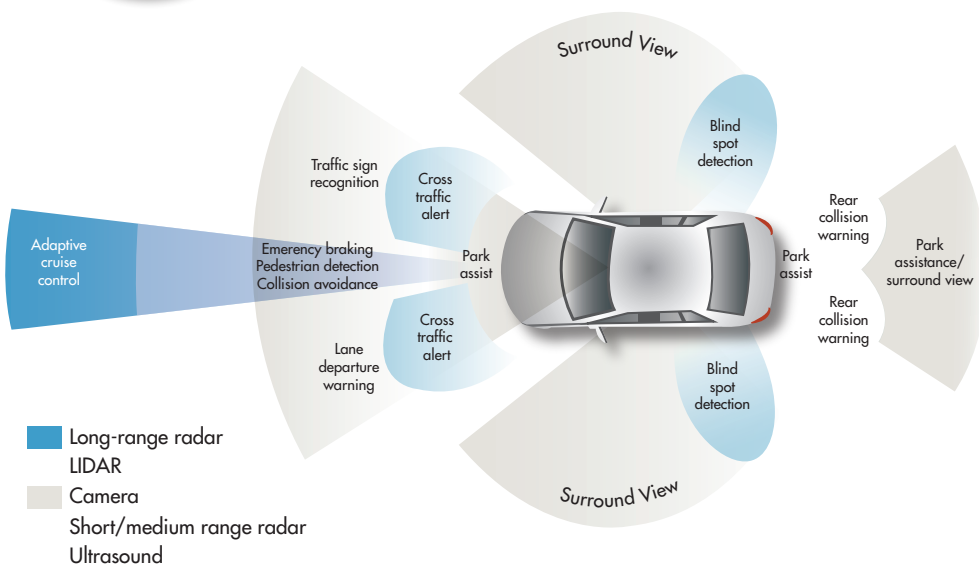 Surround View
Blind
spot
detection
Traffic sign
recognition
Cross
traffic
alert
Rear
collision
warning
Adaptive
cruise
control
Emerency braking
Pedestrian detection
Collision avoidance
Park
assist
Park
assist
Park
assistance/
surround view
Cross
traffic
alert
Rear
collision
warning
Lane
departure
warning
Blind
spot
detection
Surround View
Long-range radar
LIDAR
Camera
Short/medium range radar
Ultrasound